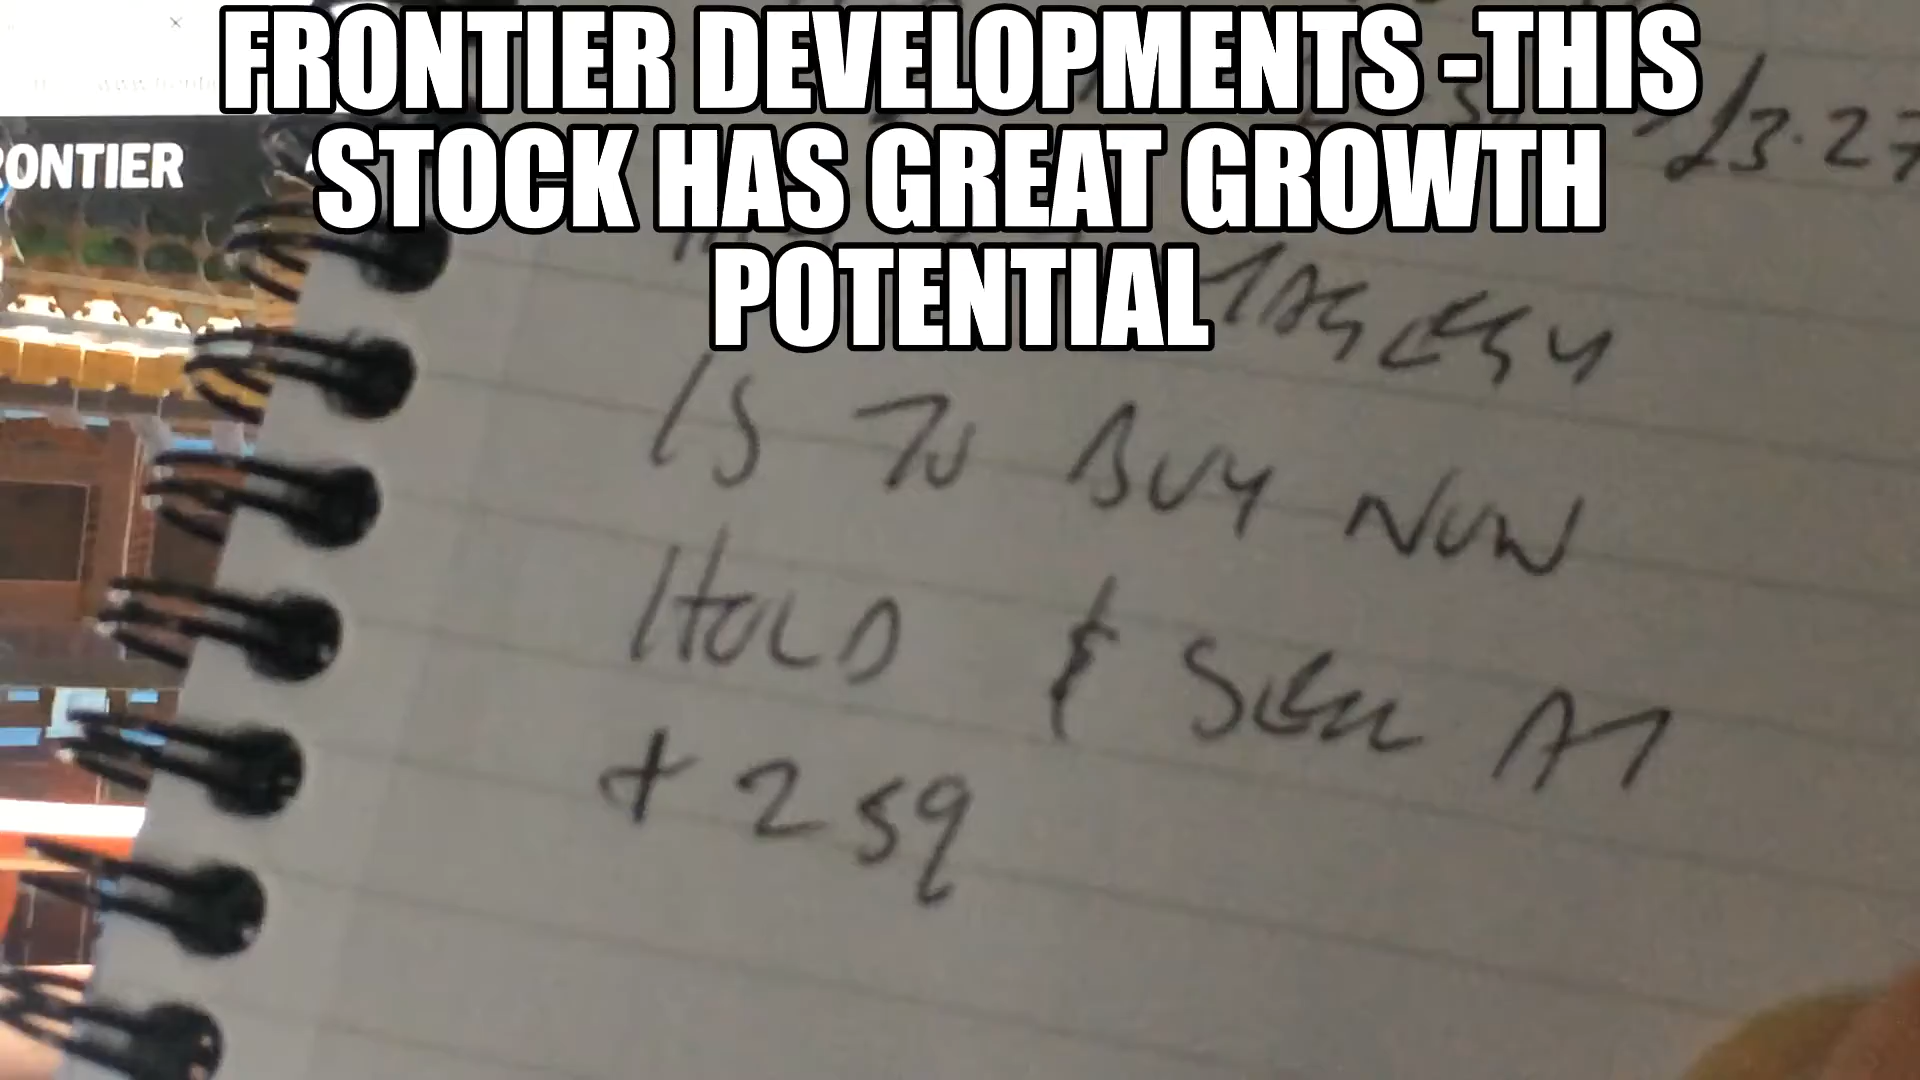 FRONTIER DEVELOPMENTS -THIS
STOCK HAS GREAT GROWTH
POTENTIAL
RONTIER
£3.27
IS TO BUY NOW
HOLD & SELL AT
+ 259